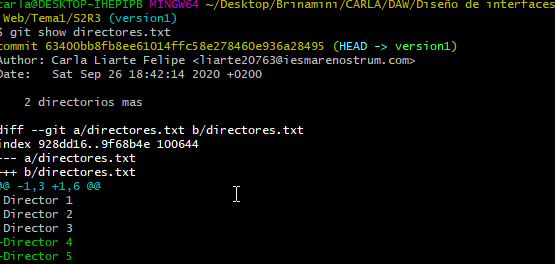 carla@DESKTOP-IHEPIPB MINGW64 ~/Desktop/Brinamini/CARLA/DAW/Diseño de interfaces
Web/Tema1/S2R3 (version1)
$ git show directores.txt
commit 63400bb8fb8ee61014ffc58e278460e936a28495 (HEAD -> version1)
Author: Carla Liarte Felipe <liarte20763@iesmarenostrum.com>
Date: Sat Sep 26 18:42:14 2020 +0200
2 directorios mas
diff --git a/directores.txt b/directores.txt
index 928dd16..9f68b4e 100644
--- a/directores.txt
+++ b/directores.txt
@@ -1,3 +1,6 @@
Director 1
Director 2
Director 3
+Director 4
+Director 5